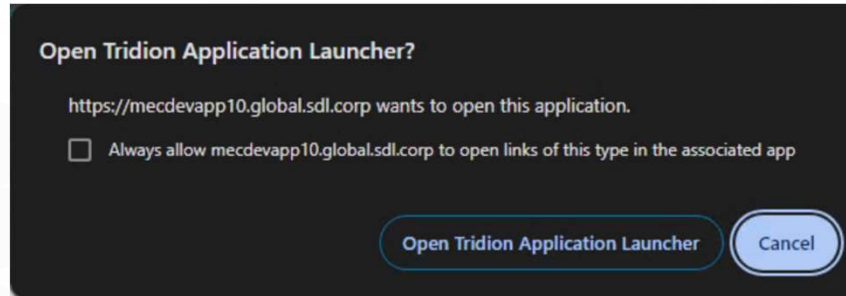 Open Tridion Application Launcher?
https://mecdevapp10.global.sdl.corp wants to open this application.
Always allow mecdevapp10.global.sdl.corp to open links of this type in the associated app
Open Tridion Application Launcher
Cancel